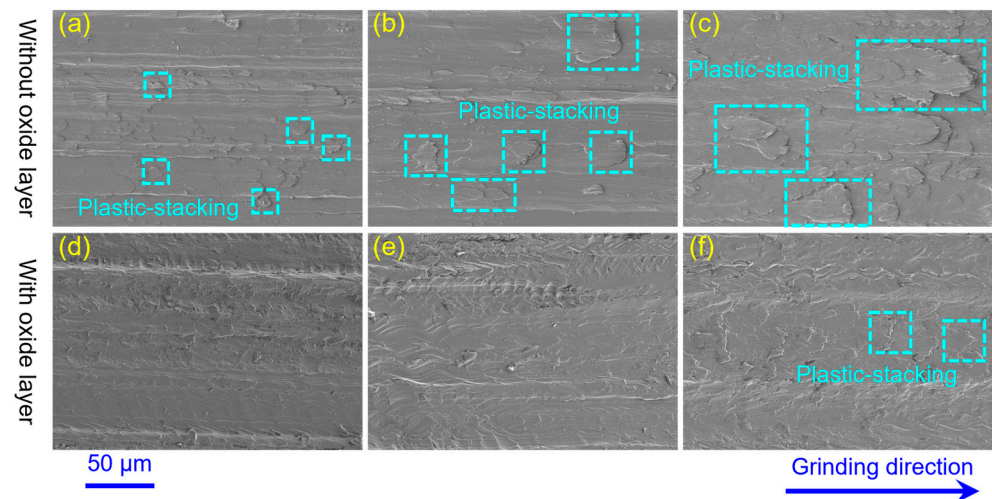 Without oxide layer
(a)
(b)
(c)
Plastic-stacking
Plastic-stacking
Plastic-stacking
With oxide layer
(d)
(e)
(f)
Plastic-stacking
50 μm
Grinding direction